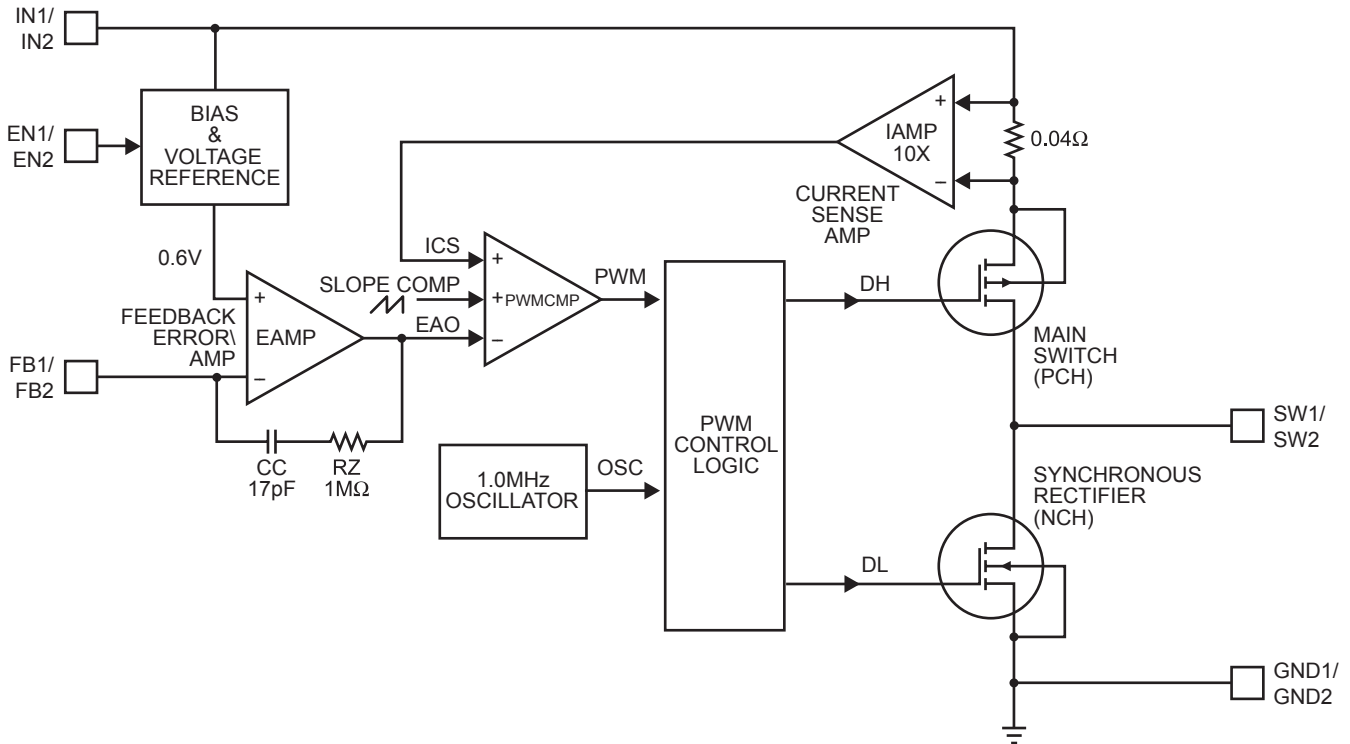 IN1/
IN2
BIAS
&
VOLTAGE
REFERENCE
EN1/
EN2
+
IAMP
10X
–
0.04Ω
CURRENT
SENSE
AMP
0.6V
ICS
+
SLOPE COMP
+
PWMCMP
EAO
–
PWM
DH
FEEDBACK
ERROR\
AMP
+
EAMP
–
FB1/
FB2
MAIN
SWITCH
(PCH)
CC
17pF
RZ
1MΩ
PWM
CONTROL
LOGIC
SW1/
SW2
1.0MHz
OSCILLATOR
OSC
SYNCHRONOUS
RECTIFIER
(NCH)
DL
GND1/
GND2